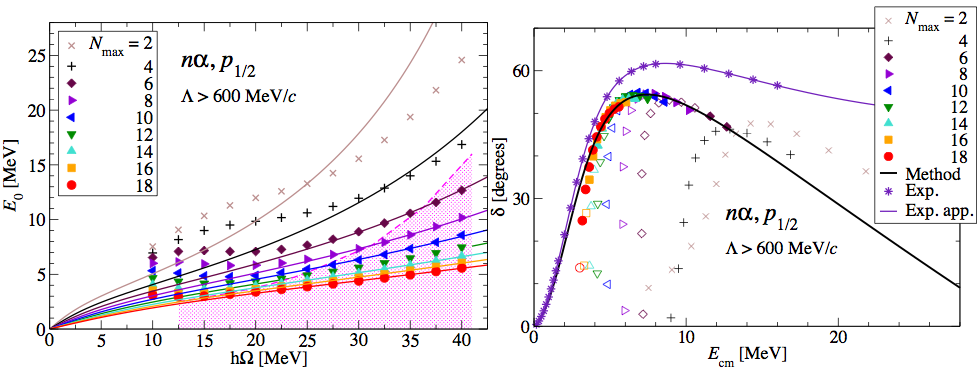 N_max = 2
4
6
8
10
12
14
16
18
nα, p_1/2
Λ > 600 MeV/c
E_0 [MeV]
25
20
15
10
5
0
0 5 10 15 20 25 30 35 40
hΩ [MeV]
N_max = 2
4
6
8
10
12
14
16
18
Method
Exp.
Exp. app.
nα, p_1/2
Λ > 600 MeV/c
δ [degrees]
60
30
0
0 10 20
E_cm [MeV]